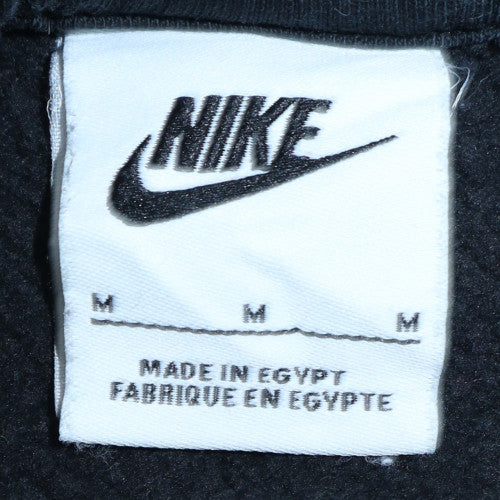 NIKE
M M M
MADE IN EGYPT
FABRIQUE EN EGYPTE